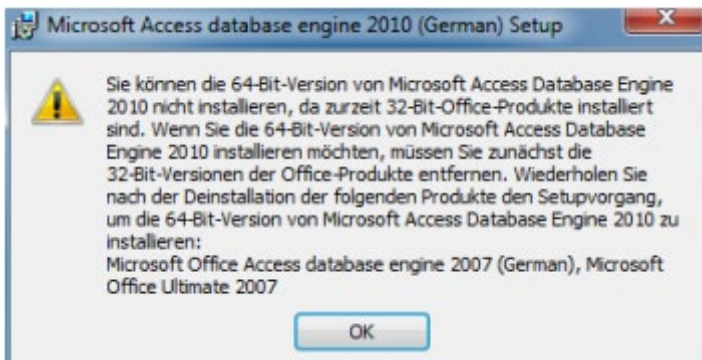 Microsoft Access database engine 2010 (German) Setup
Sie können die 64-Bit-Version von Microsoft Access Database Engine
2010 nicht installieren, da zurzeit 32-Bit-Office-Produkte installiert
sind. Wenn Sie die 64-Bit-Version von Microsoft Access Database
Engine 2010 installieren möchten, müssen Sie zunächst die
32-Bit-Versionen der Office-Produkte entfernen. Wiederholen Sie
nach der Deinstallation der folgenden Produkte den Setupvorgang,
um die 64-Bit-Version von Microsoft Access Database Engine 2010 zu
installieren:
Microsoft Office Access database engine 2007 (German), Microsoft
Office Ultimate 2007
OK